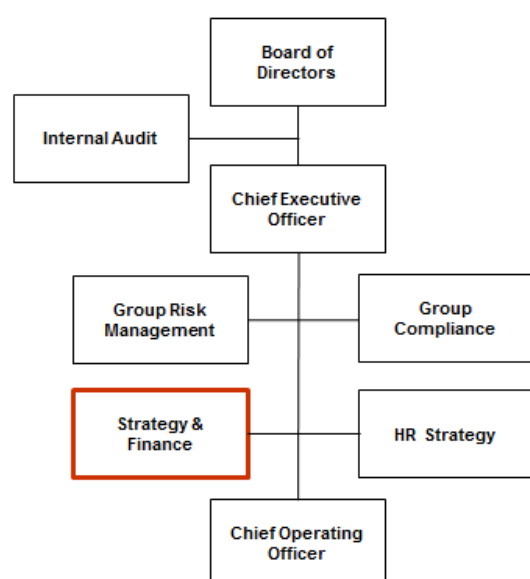 Board of
Directors
Internal Audit
Chief Executive
Officer
Group Risk
Management
Group
Compliance
Strategy &
Finance
HR Strategy
Chief Operating
Officer